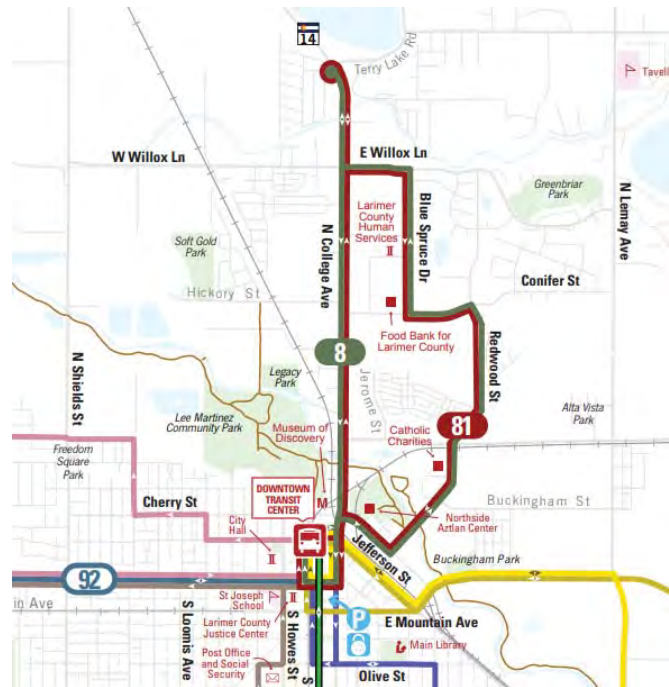 14
Terry Lake Rd
Tavell
W Willox Ln
E Willox Ln
Greenbriar
Park
N Lemay Ave
Blue Spruce Dr
Larimer
County
Human
Services
N College Ave
Soft Gold
Park
Conifer St
Hickory St
Food Bank for
Larimer County
Redwood St
8
N Shields St
Legacy
Park
Jerome St
Alta Vista
Park
Lee Martinez
Community Park
Museum of
Discovery
81
Catholic
Charities
Freedom
Square
Park
DOWNTOWN
TRANSIT
CENTER
M
Cherry St
Buckingham St
City
Hall
Northside
Aztlan Center
Jefferson St
Buckingham Park
92
in Ave
St Joseph
School
Larimer County
Justice Center
S Loomis Ave
S Howes St
S
P
E Mountain Ave
Main Library
Post Office
and Social
Security
Olive St